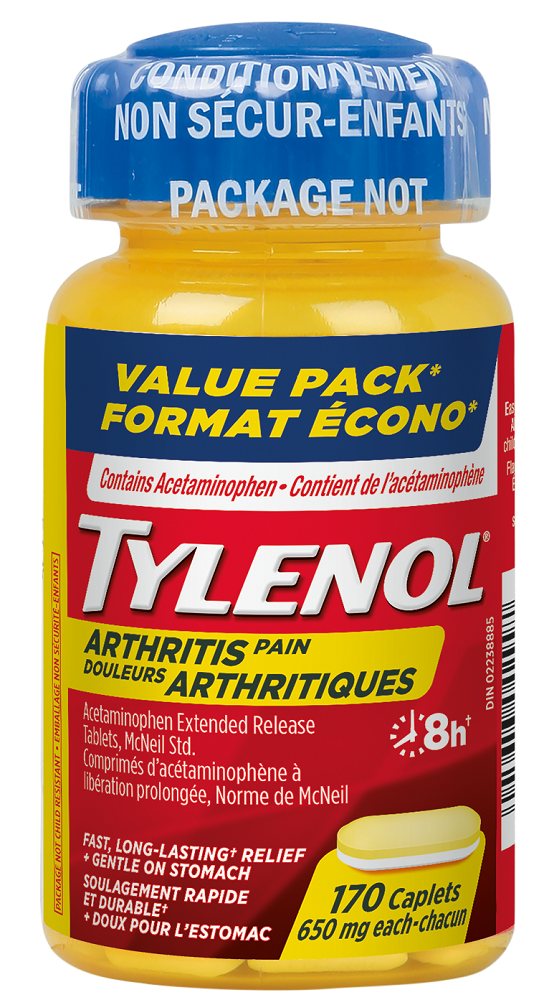 CONDITIONNEMEN
NON SÉCUR-ENFANTS
PACKAGE NOT
VALUE PACK*
FORMAT ÉCONO*
Contains Acetaminophen • Contient de l'acétaminophène
TYLENOL®
ARTHRITIS PAIN
DOULEURS ARTHRITIQUES
Acetaminophen Extended Release
Tablets, McNeil Std.
Comprimés d'acétaminophène à
libération prolongée, Norme de McNeil
8h†
FAST, LONG-LASTING† RELIEF
+ GENTLE ON STOMACH
SOULAGEMENT RAPIDE
ET DURABLE†
+ DOUX POUR L'ESTOMAC
170 Caplets
650 mg each-chacun
[PACKAGE NOT CHILD RESISTANT • EMBALLAGE NON SÉCURITÉ-ENFANTS]
DIN 02238885